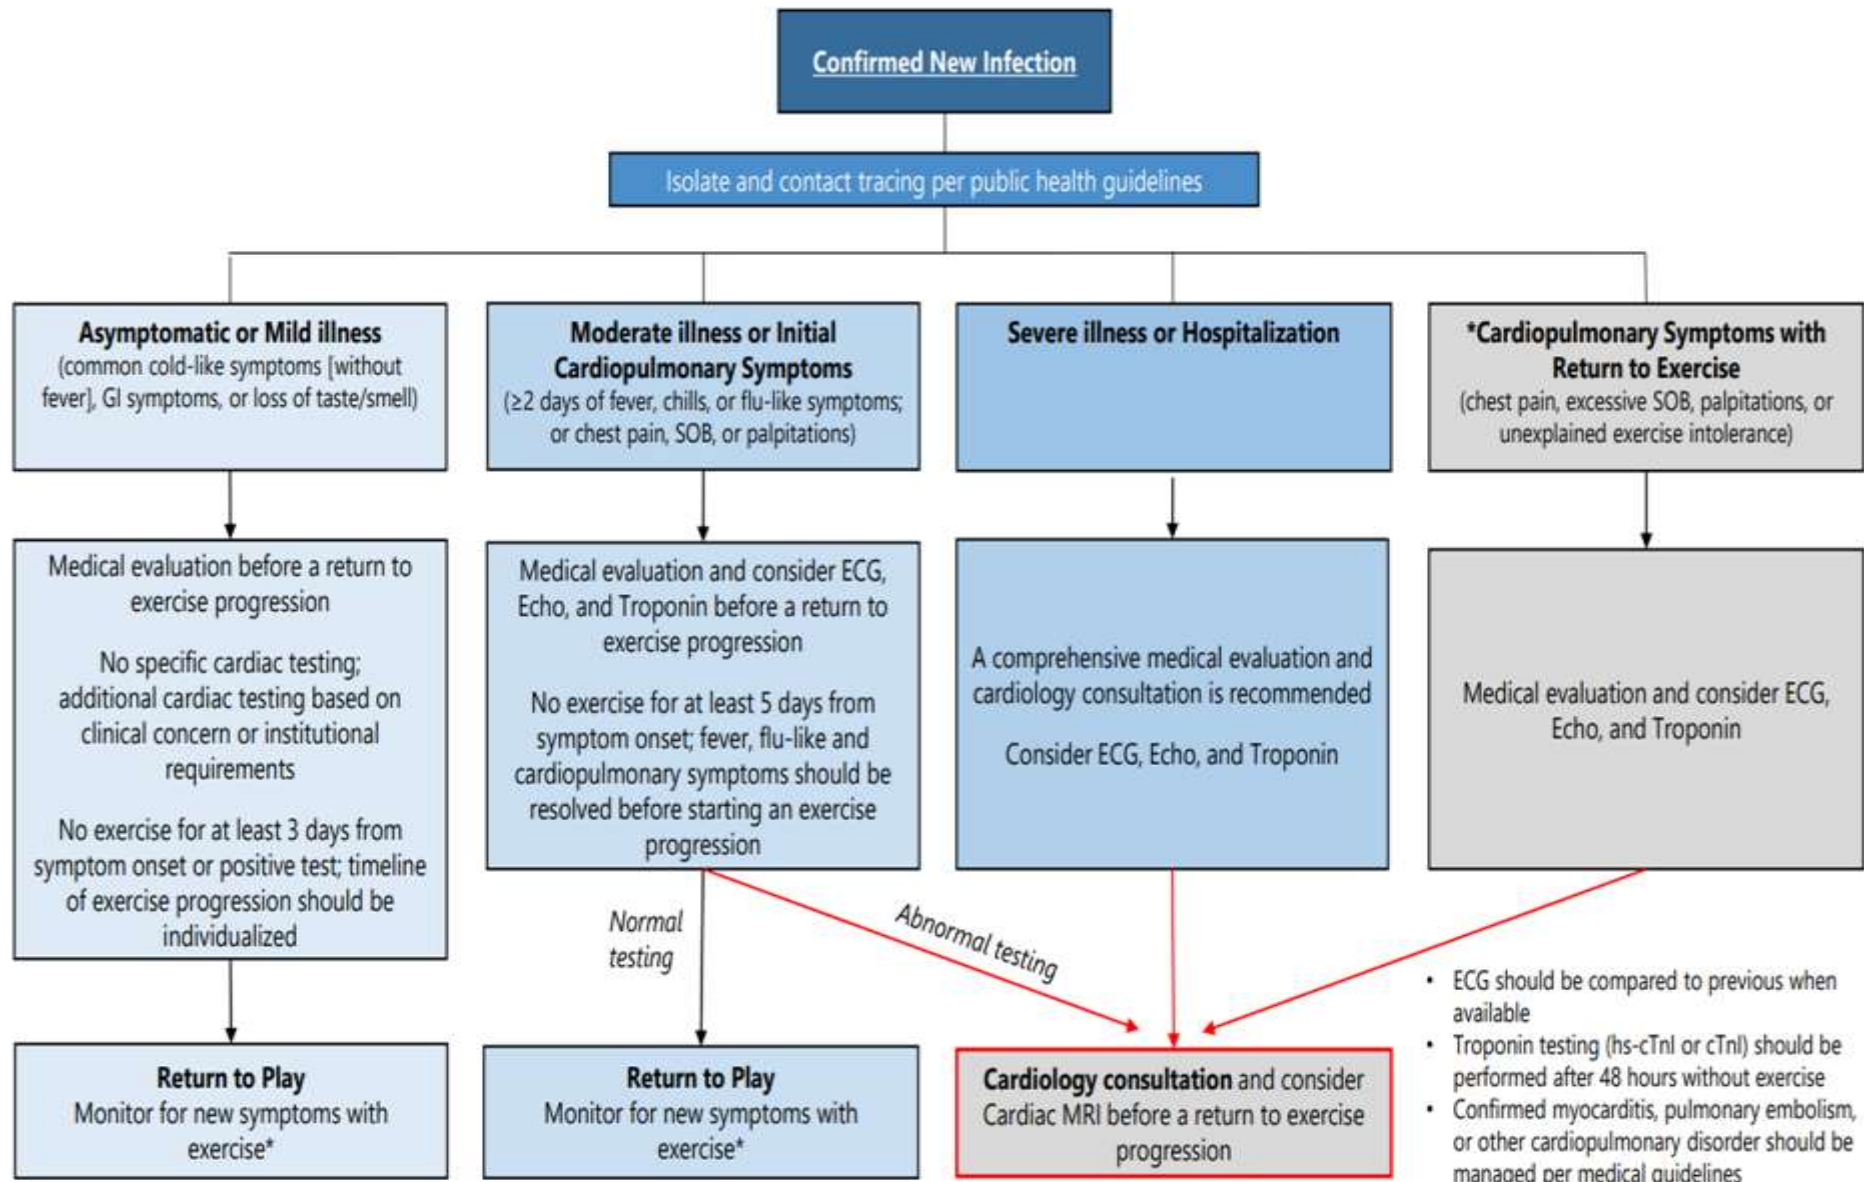 Confirmed New Infection
Isolate and contact tracing per public health guidelines
Asymptomatic or Mild illness
(common cold-like symptoms [without
fever], GI symptoms, or loss of taste/smell)
Moderate illness or Initial
Cardiopulmonary Symptoms
(≥2 days of fever, chills, or flu-like symptoms;
or chest pain, SOB, or palpitations)
Severe illness or Hospitalization
*Cardiopulmonary Symptoms with
Return to Exercise
(chest pain, excessive SOB, palpitations, or
unexplained exercise intolerance)
Medical evaluation before a return to
exercise progression
No specific cardiac testing;
additional cardiac testing based on
clinical concern or institutional
requirements
No exercise for at least 3 days from
symptom onset or positive test; timeline
of exercise progression should be
individualized
Medical evaluation and consider ECG,
Echo, and Troponin before a return to
exercise progression
No exercise for at least 5 days from
symptom onset; fever, flu-like and
cardiopulmonary symptoms should be
resolved before starting an exercise
progression
A comprehensive medical evaluation and
cardiology consultation is recommended
Consider ECG, Echo, and Troponin
Medical evaluation and consider ECG,
Echo, and Troponin
Normal
testing
Abnormal testing
Return to Play
Monitor for new symptoms with
exercise*
Return to Play
Monitor for new symptoms with
exercise*
Cardiology consultation and consider
Cardiac MRI before a return to exercise
progression
• ECG should be compared to previous when
available
• Troponin testing (hs-cTnI or cTnI) should be
performed after 48 hours without exercise
• Confirmed myocarditis, pulmonary embolism,
or other cardiopulmonary disorder should be
managed per medical guidelines